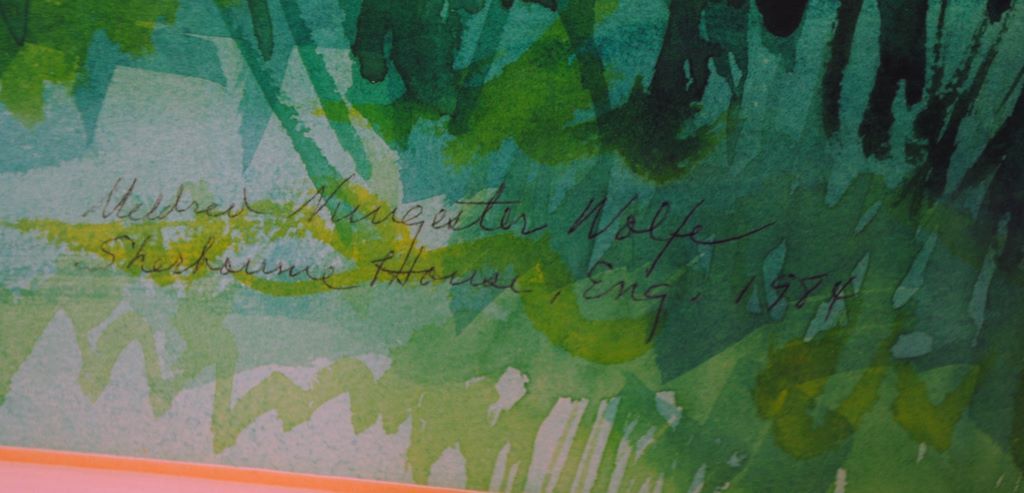 Mildred Nungester Wolfe
Sherbourne House, Eng. 1984